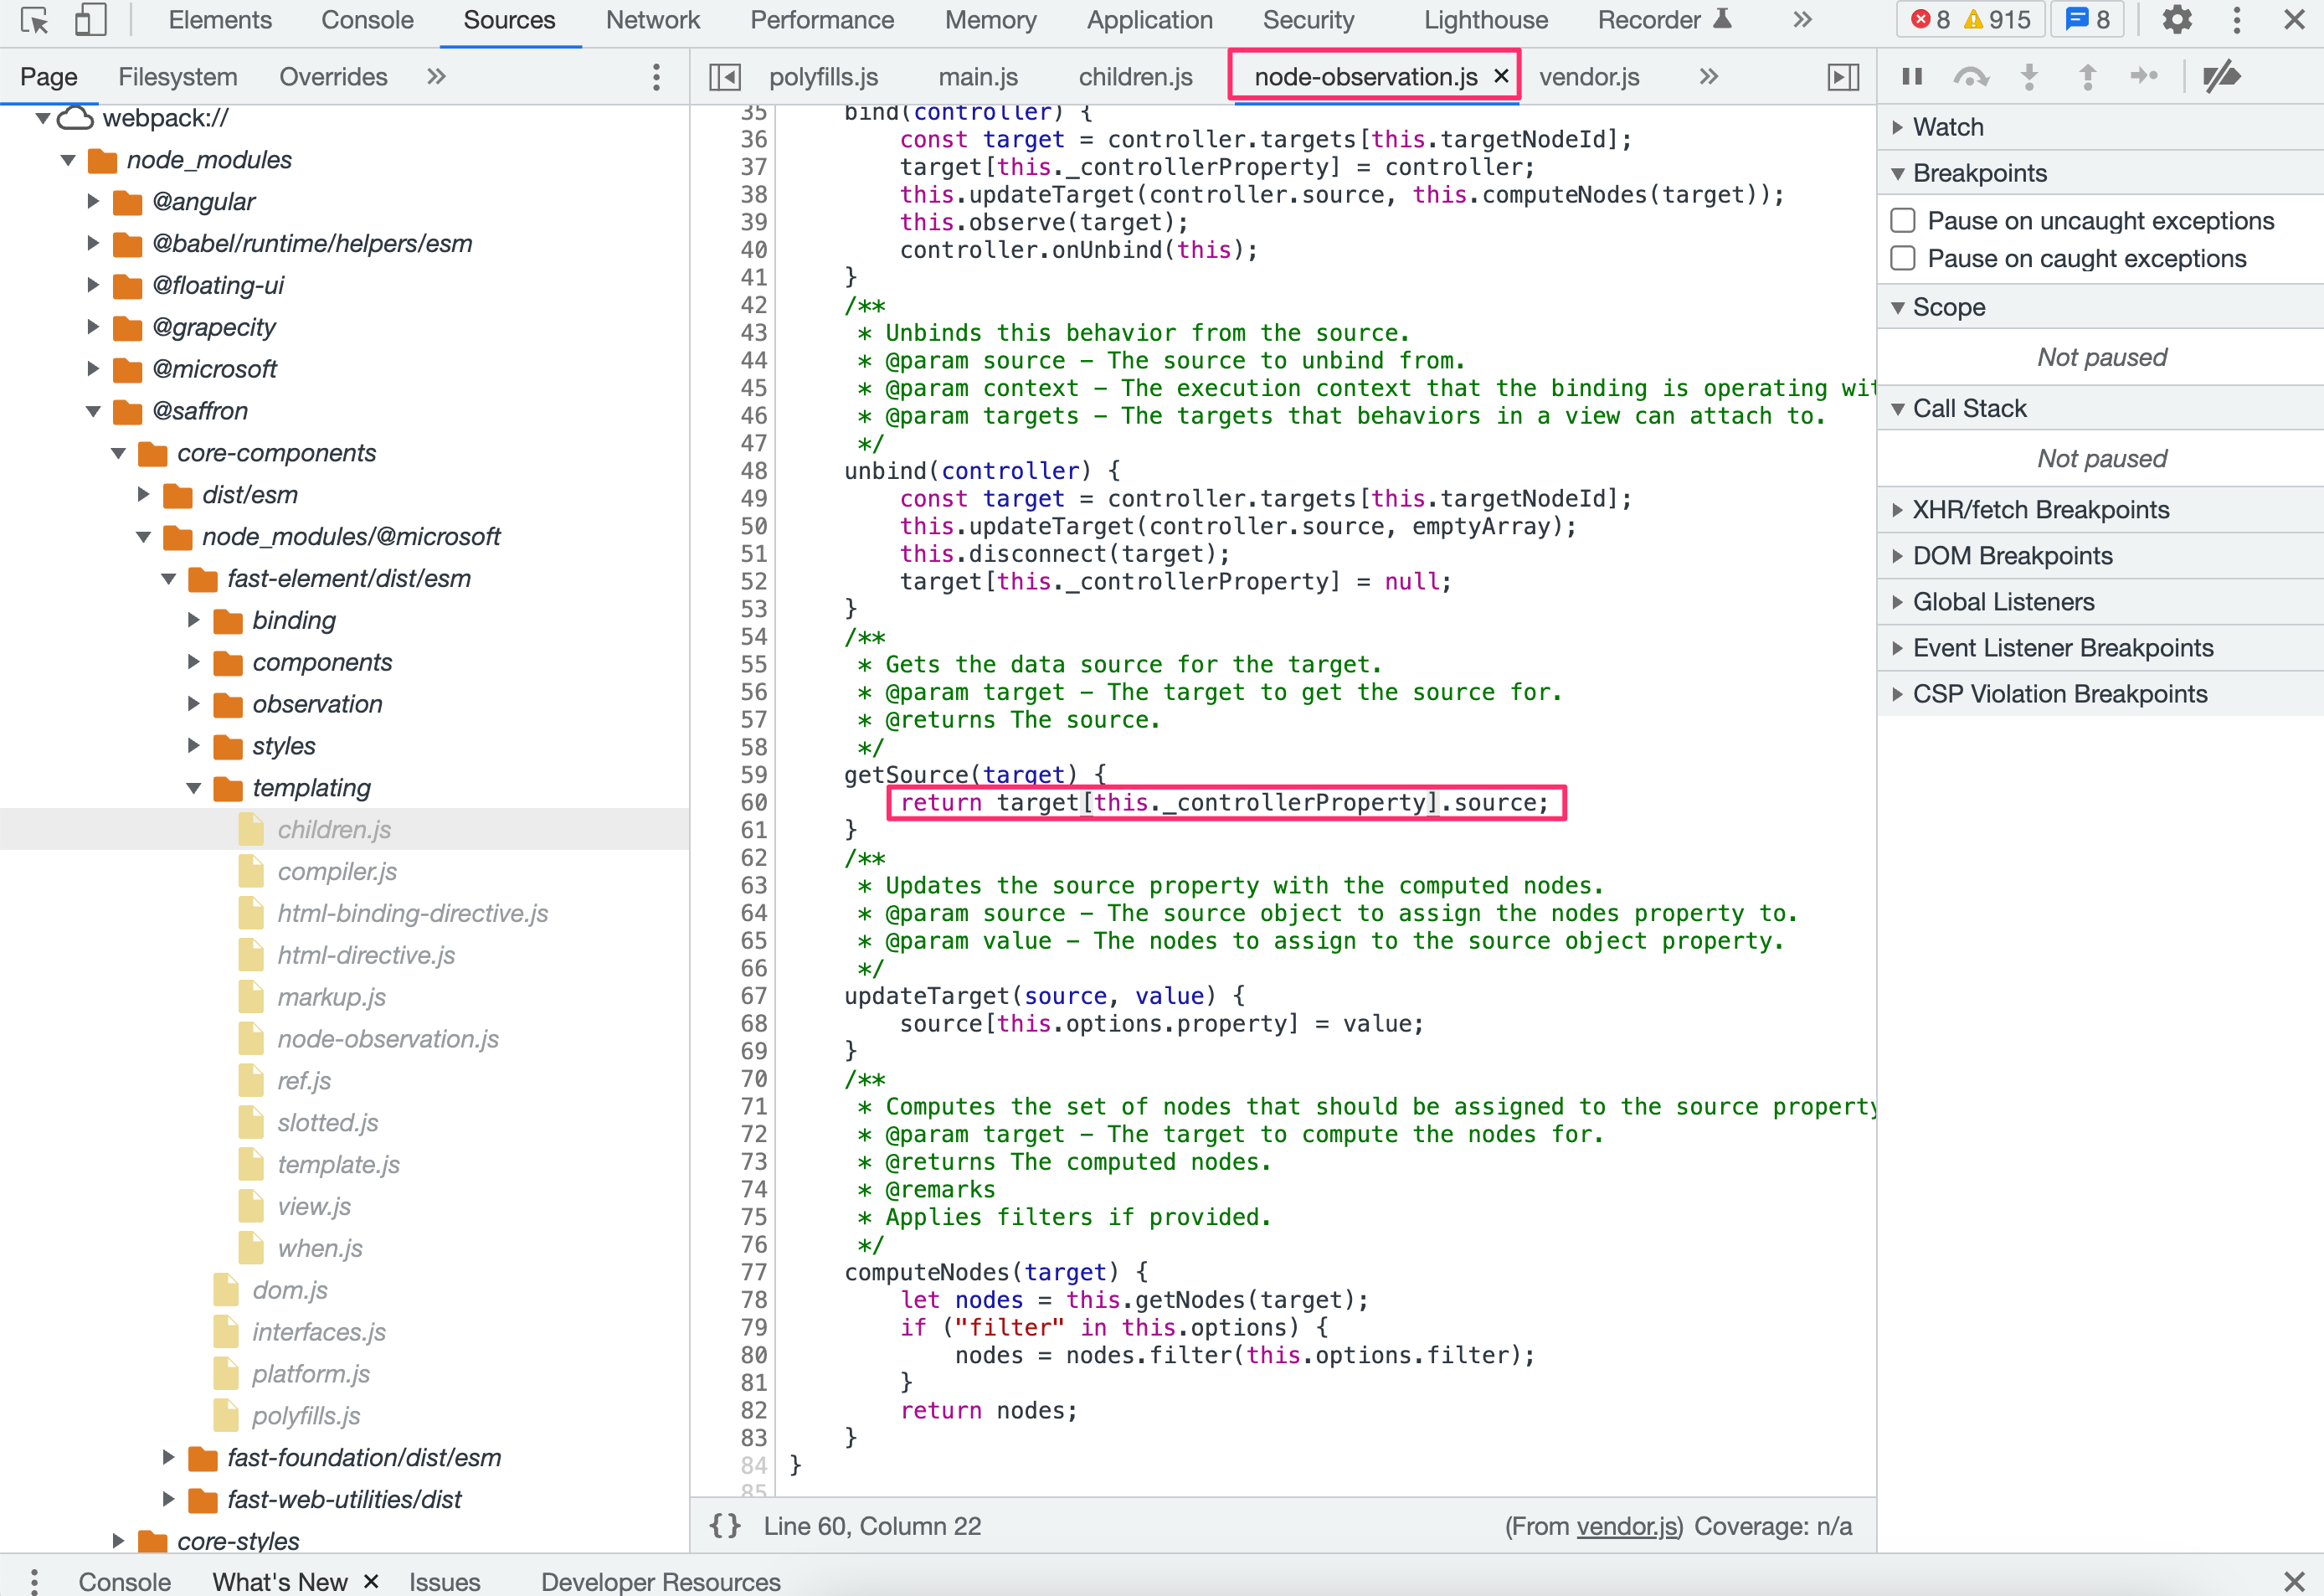 Elements Console Sources Network Performance Memory Application Security Lighthouse Recorder 8 915 8
Page Filesystem Overrides
webpack://
node_modules
@angular
@babel/runtime/helpers/esm
@floating-ui
@grapecity
@microsoft
@saffron
core-components
dist/esm
node_modules/@microsoft
fast-element/dist/esm
binding
components
observation
styles
templating
children.js
compiler.js
html-binding-directive.js
html-directive.js
markup.js
node-observation.js
ref.js
slotted.js
template.js
view.js
when.js
dom.js
interfaces.js
platform.js
polyfills.js
fast-foundation/dist/esm
fast-web-utilities/dist
core-styles
polyfills.js main.js children.js node-observation.js vendor.js
35 bind(controller) {
36 const target = controller.targets[this.targetNodeId];
37 target[this._controllerProperty] = controller;
38 this.updateTarget(controller.source, this.computeNodes(target));
39 this.observe(target);
40 controller.onUnbind(this);
41 }
42 /**
43 * Unbinds this behavior from the source.
44 * @param source – The source to unbind from.
45 * @param context – The execution context that the binding is operating wit
46 * @param targets – The targets that behaviors in a view can attach to.
47 */
48 unbind(controller) {
49 const target = controller.targets[this.targetNodeId];
50 this.updateTarget(controller.source, emptyArray);
51 this.disconnect(target);
52 target[this._controllerProperty] = null;
53 }
54 /**
55 * Gets the data source for the target.
56 * @param target – The target to get the source for.
57 * @returns The source.
58 */
59 getSource(target) {
60 return target[this._controllerProperty].source;
61 }
62 /**
63 * Updates the source property with the computed nodes.
64 * @param source – The source object to assign the nodes property to.
65 * @param value – The nodes to assign to the source object property.
66 */
67 updateTarget(source, value) {
68 source[this.options.property] = value;
69 }
70 /**
71 * Computes the set of nodes that should be assigned to the source property
72 * @param target – The target to compute the nodes for.
73 * @returns The computed nodes.
74 * @remarks
75 * Applies filters if provided.
76 */
77 computeNodes(target) {
78 let nodes = this.getNodes(target);
79 if ("filter" in this.options) {
80 nodes = nodes.filter(this.options.filter);
81 }
82 return nodes;
83 }
84 }
85
{} Line 60, Column 22 (From vendor.js) Coverage: n/a
Watch
Breakpoints
Pause on uncaught exceptions
Pause on caught exceptions
Scope
Not paused
Call Stack
Not paused
XHR/fetch Breakpoints
DOM Breakpoints
Global Listeners
Event Listener Breakpoints
CSP Violation Breakpoints
Console What's New Issues Developer Resources